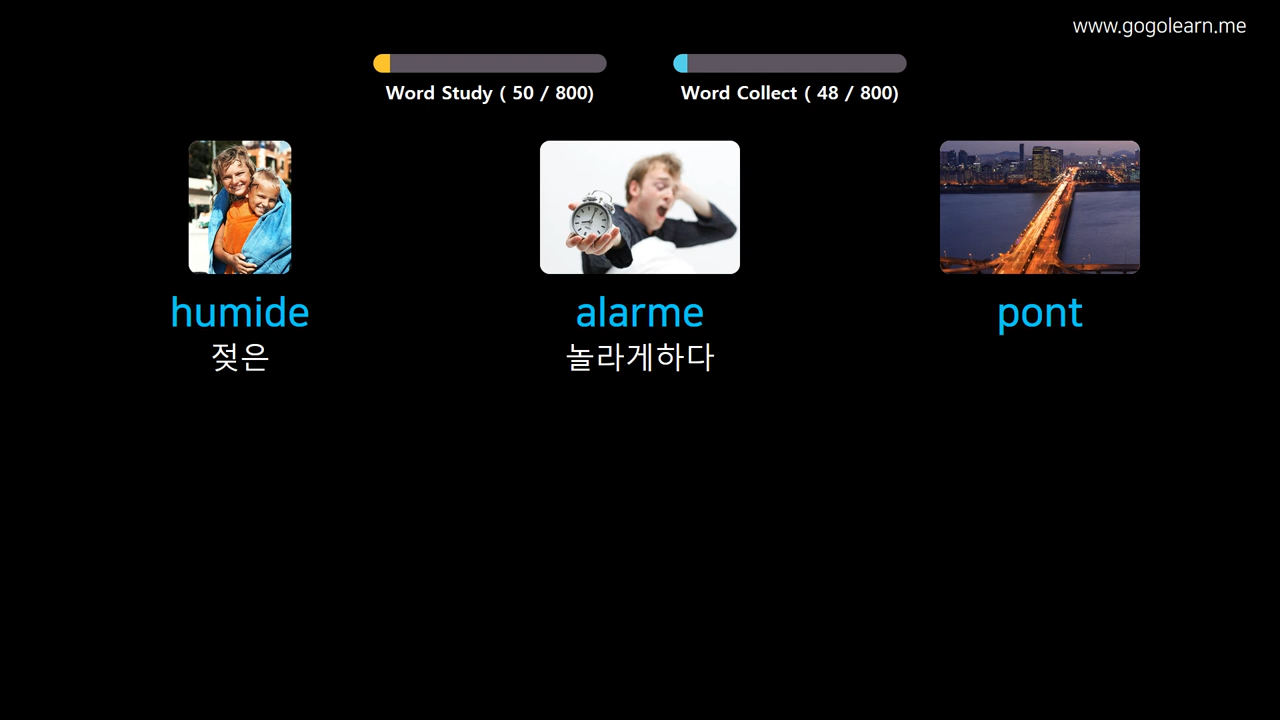 www.gogolearn.me
Word Study ( 50 / 800)
Word Collect ( 48 / 800)
humide
젖은
alarme
놀라게하다
pont